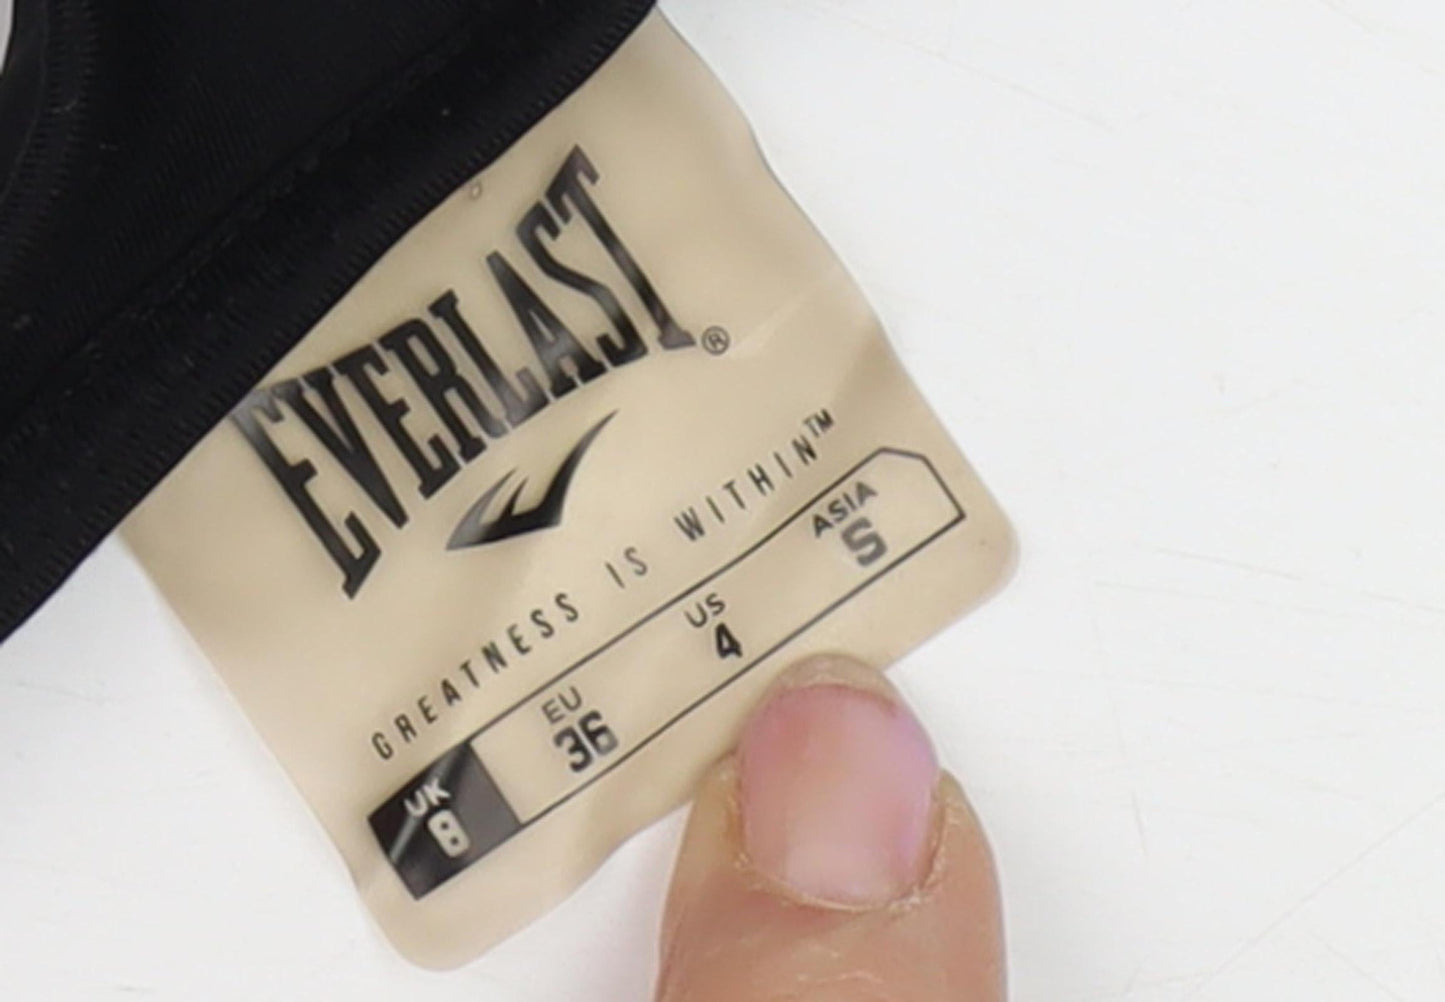 EVERLAST®
GREATNESS IS WITHIN™
UK EU US ASIA
8 36 4 S